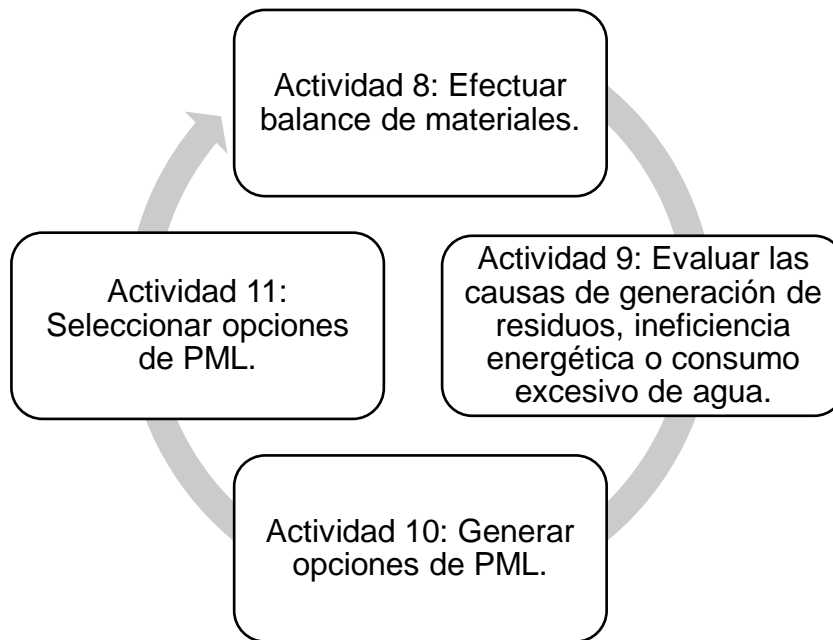 Actividad 8: Efectuar
balance de materiales.
Actividad 9: Evaluar las
causas de generación de
residuos, ineficiencia
energética o consumo
excesivo de agua.
Actividad 10: Generar
opciones de PML.
Actividad 11:
Seleccionar opciones
de PML.